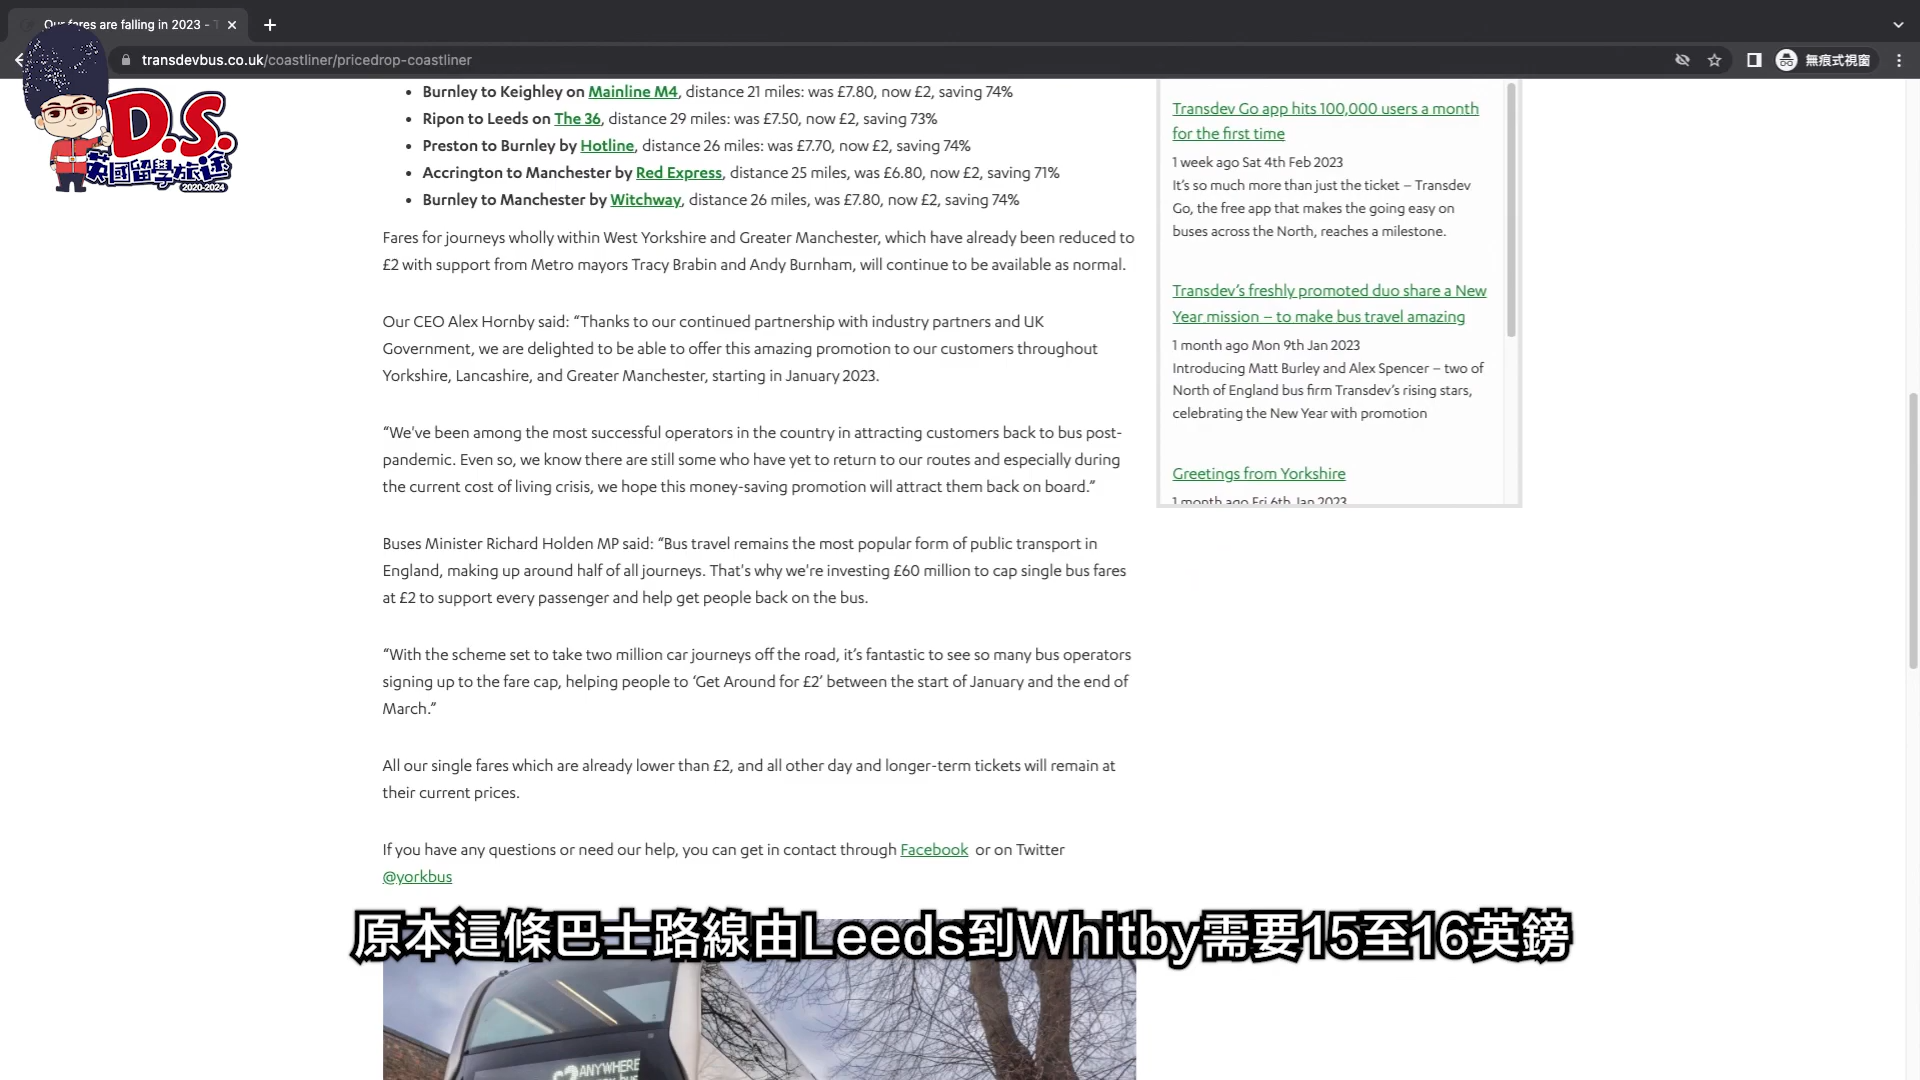 Our fares are falling in 2023 - T
transdevbus.co.uk/coastliner/pricedrop-coastliner
無痕式視窗
D.S.
英國留學旅途
2020-2024
• Burnley to Keighley on Mainline M4, distance 21 miles: was £7.80, now £2, saving 74%
• Ripon to Leeds on The 36, distance 29 miles: was £7.50, now £2, saving 73%
• Preston to Burnley by Hotline, distance 26 miles: was £7.70, now £2, saving 74%
• Accrington to Manchester by Red Express, distance 25 miles, was £6.80, now £2, saving 71%
• Burnley to Manchester by Witchway, distance 26 miles, was £7.80, now £2, saving 74%
Fares for journeys wholly within West Yorkshire and Greater Manchester, which have already been reduced to
£2 with support from Metro mayors Tracy Brabin and Andy Burnham, will continue to be available as normal.
Our CEO Alex Hornby said: “Thanks to our continued partnership with industry partners and UK
Government, we are delighted to be able to offer this amazing promotion to our customers throughout
Yorkshire, Lancashire, and Greater Manchester, starting in January 2023.
“We've been among the most successful operators in the country in attracting customers back to bus post-
pandemic. Even so, we know there are still some who have yet to return to our routes and especially during
the current cost of living crisis, we hope this money-saving promotion will attract them back on board.”
Buses Minister Richard Holden MP said: “Bus travel remains the most popular form of public transport in
England, making up around half of all journeys. That's why we're investing £60 million to cap single bus fares
at £2 to support every passenger and help get people back on the bus.
“With the scheme set to take two million car journeys off the road, it’s fantastic to see so many bus operators
signing up to the fare cap, helping people to ‘Get Around for £2’ between the start of January and the end of
March.”
All our single fares which are already lower than £2, and all other day and longer-term tickets will remain at
their current prices.
If you have any questions or need our help, you can get in contact through Facebook or on Twitter
@yorkbus
Transdev Go app hits 100,000 users a month
for the first time
1 week ago Sat 4th Feb 2023
It’s so much more than just the ticket – Transdev
Go, the free app that makes the going easy on
buses across the North, reaches a milestone.
Transdev’s freshly promoted duo share a New
Year mission – to make bus travel amazing
1 month ago Mon 9th Jan 2023
Introducing Matt Burley and Alex Spencer – two of
North of England bus firm Transdev’s rising stars,
celebrating the New Year with promotion
Greetings from Yorkshire
1 month ago Fri 6th Jan 2023
原本這條巴士路線由Leeds到Whitby需要15至16英鎊
£2 ANYWHERE